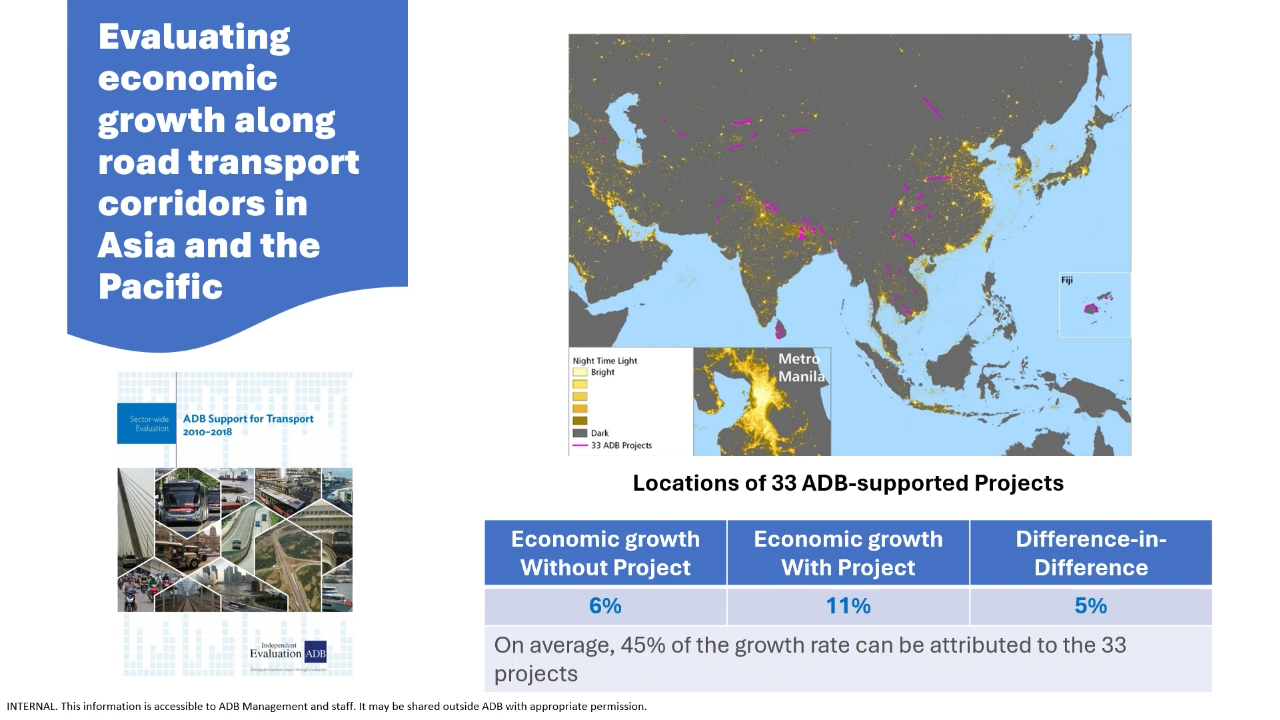 Evaluating
economic
growth along
road transport
corridors in
Asia and the
Pacific
Sector-wide
Evaluation
ADB Support for Transport
2010–2018
Independent
Evaluation ADB
Fiji
Metro
Manila
Night Time Light
Bright
Dark
33 ADB Projects
Locations of 33 ADB-supported Projects
Economic growth
Without Project
Economic growth
With Project
Difference-in-
Difference
6%
11%
5%
On average, 45% of the growth rate can be attributed to the 33
projects
INTERNAL. This information is accessible to ADB Management and staff. It may be shared outside ADB with appropriate permission.